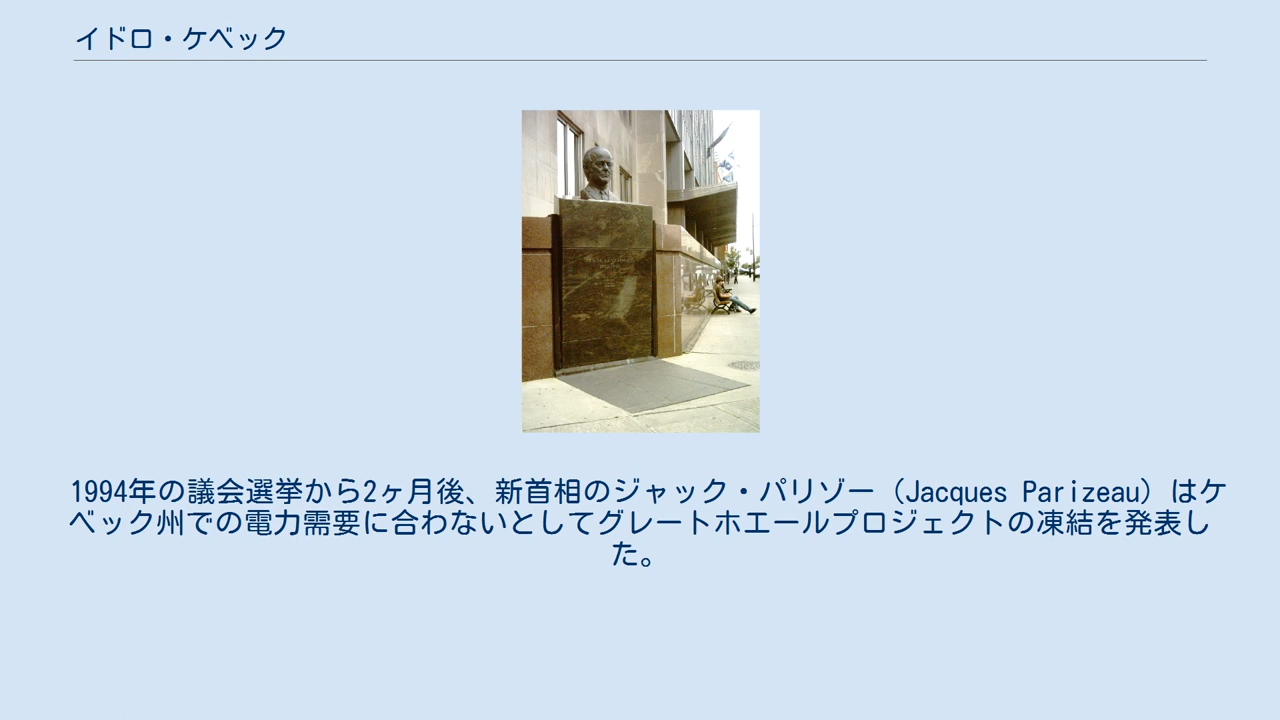 イドロ・ケベック
1994年の議会選挙から2ヶ月後、新首相のジャック・パリゾー（Jacques Parizeau）はケ
ベック州での電力需要に合わないとしてグレートホエールプロジェクトの凍結を発表し
た。